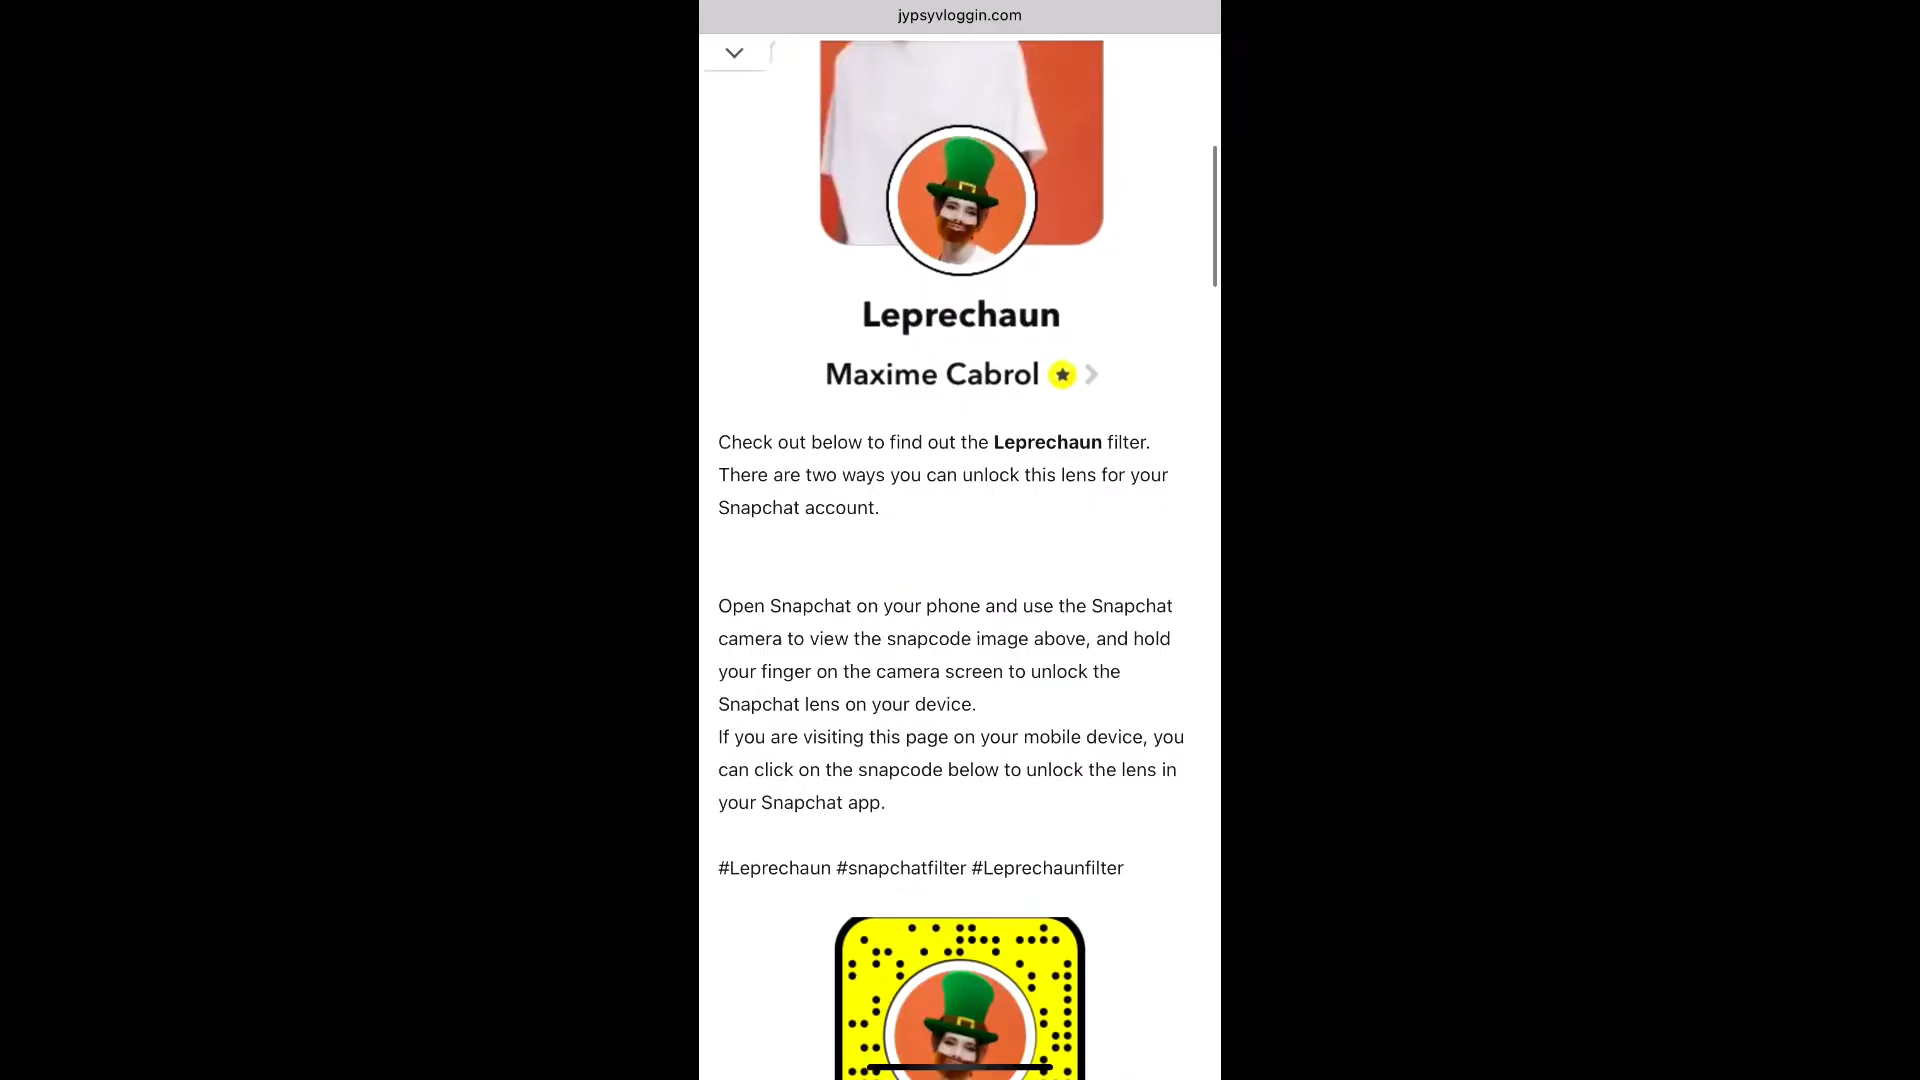 jypsyvloggin.com
Leprechaun
Maxime Cabrol
Check out below to find out the Leprechaun filter.
There are two ways you can unlock this lens for your
Snapchat account.
Open Snapchat on your phone and use the Snapchat
camera to view the snapcode image above, and hold
your finger on the camera screen to unlock the
Snapchat lens on your device.
If you are visiting this page on your mobile device, you
can click on the snapcode below to unlock the lens in
your Snapchat app.
#Leprechaun #snapchatfilter #Leprechaunfilter